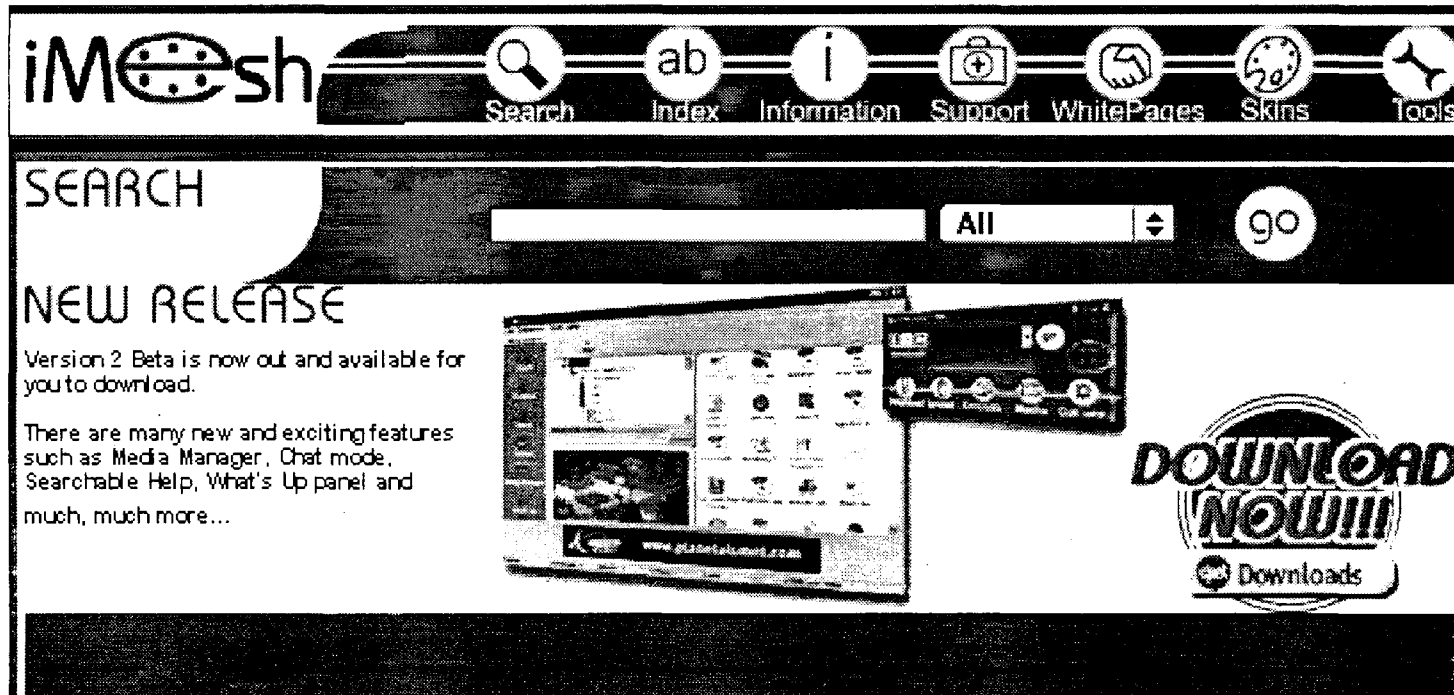 iMesh
ab
i
Search Index Information Support WhitePages Skins Tools
SEARCH
All
go
NEW RELEASE
Version 2 Beta is now out and available for
you to download.
There are many new and exciting features
such as Media Manager, Chat mode,
Searchable Help, What's Up panel and
much, much more...
DOWNLOAD
NOW!!!
Downloads